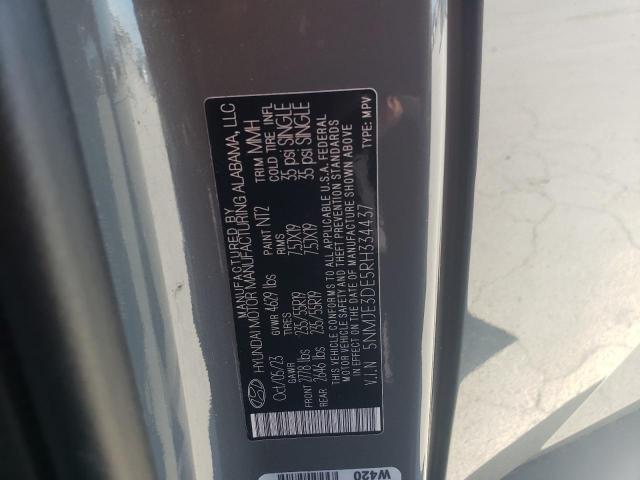 MANUFACTURED BY
HYUNDAI MOTOR MANUFACTURING ALABAMA, LLC
Oct/05/23 GVWR 4619 lbs PAINT NT2 TRIM MMH
GAWR TIRES RIMS COLD TIRE INFL
FRONT 2778 lbs 235/55R19 7.5JX19 35 psi SINGLE
REAR 2646 lbs 235/55R19 7.5JX19 35 psi SINGLE
THIS VEHICLE CONFORMS TO ALL APPLICABLE U.S.A. FEDERAL
MOTOR VEHICLE SAFETY AND THEFT PREVENTION STANDARDS
IN EFFECT ON THE DATE OF MANUFACTURE SHOWN ABOVE
V.I.N 5NMJE3DE5RH334437 TYPE: MPV
W420